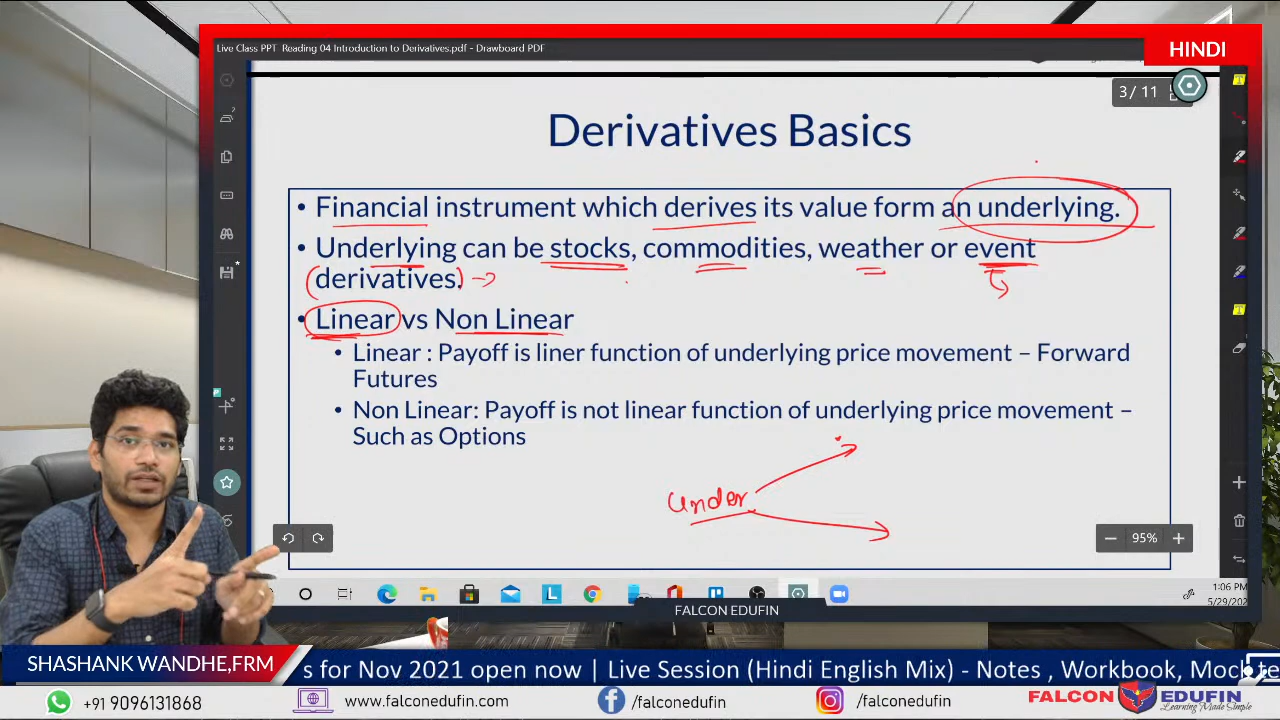 Live Class PPT Reading 04 Introduction to Derivatives.pdf - Drawboard PDF
HINDI
3 / 11
Derivatives Basics
• Financial instrument which derives its value form an underlying.
• Underlying can be stocks, commodities, weather or event
(derivatives.)
• Linear vs Non Linear
• Linear : Payoff is liner function of underlying price movement – Forward
Futures
• Non Linear: Payoff is not linear function of underlying price movement –
Such as Options
under
95%
1:06 PM
5/29/202
FALCON EDUFIN
SHASHANK WANDHE,FRM
s for Nov 2021 open now | Live Session (Hindi English Mix) - Notes , Workbook, Mock te
+91 9096131868
www.falconedufin.com
/falconedufin
/falconedufin
FALCON EDUFIN
Learning Made Simple